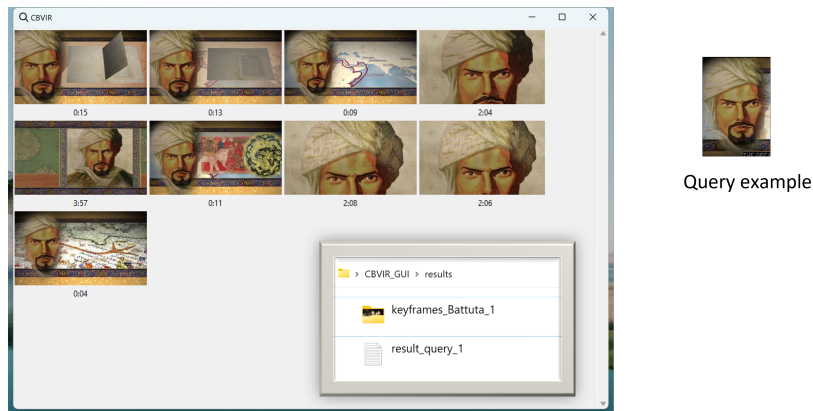 CBVIR
0:15
0:13
0:09
2:04
3:57
0:11
2:08
2:06
0:04
CBVIR_GUI > results
keyframes_Battuta_1
result_query_1
Query example